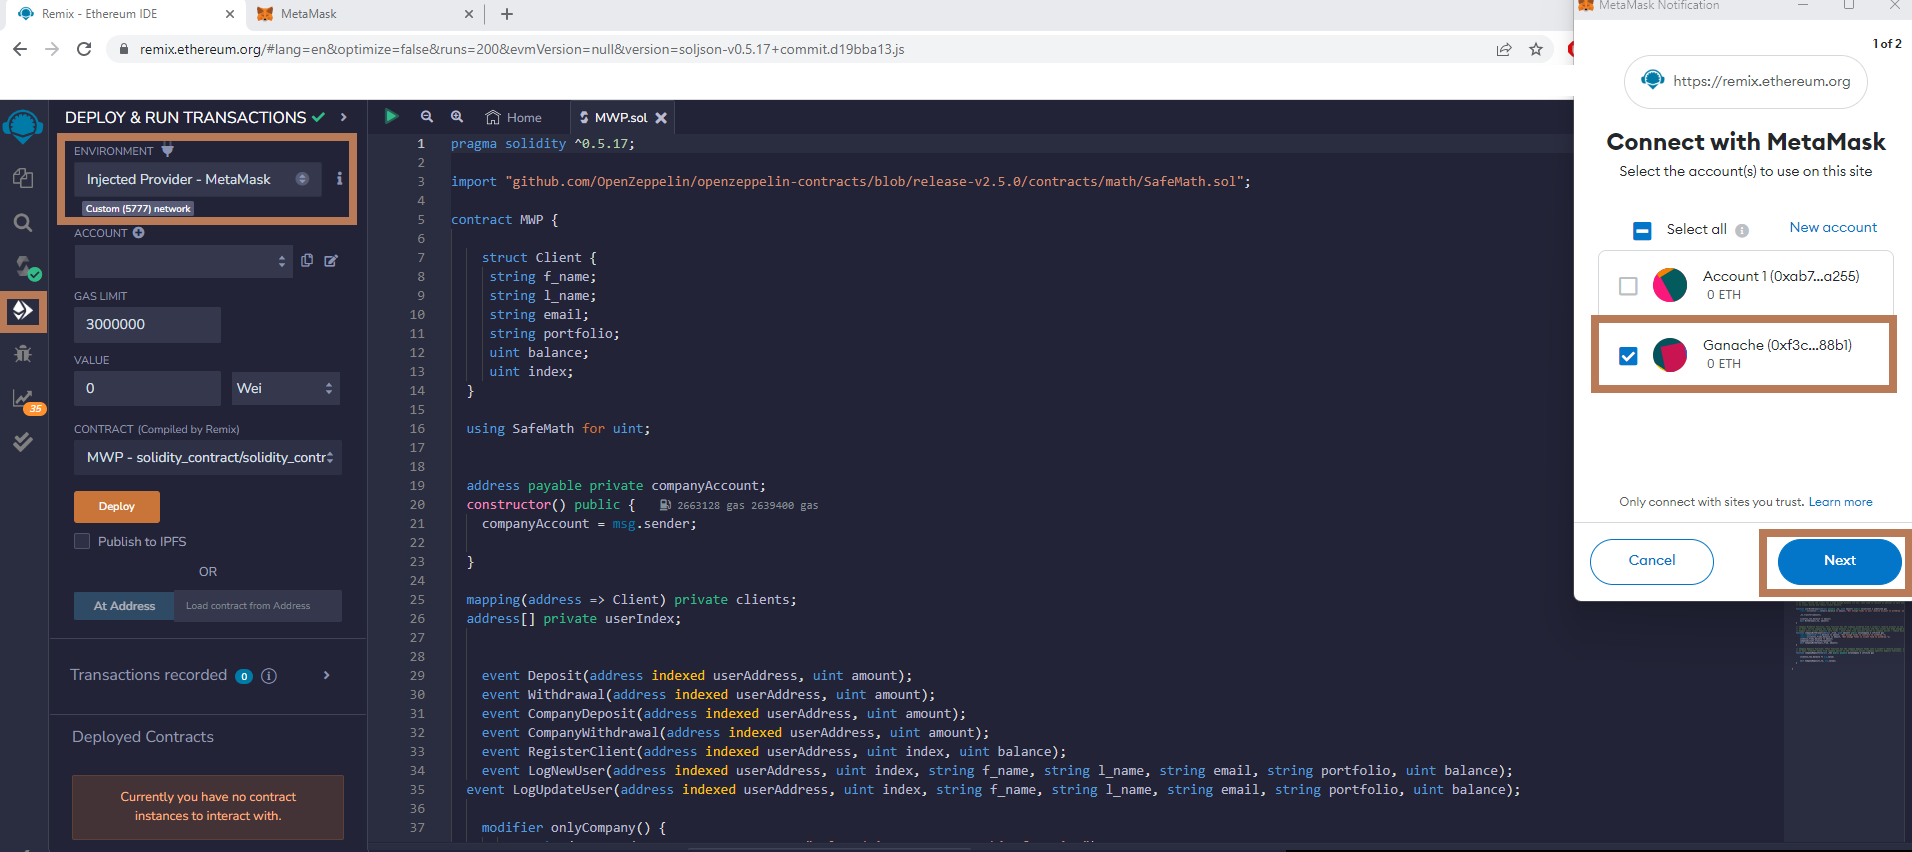 Remix - Ethereum IDE
MetaMask
remix.ethereum.org/#lang=en&optimize=false&runs=200&evmVersion=null&version=soljson-v0.5.17+commit.d19bba13.js
DEPLOY & RUN TRANSACTIONS
ENVIRONMENT
Injected Provider - MetaMask
Custom (5777) network
ACCOUNT
GAS LIMIT
3000000
VALUE
0
Wei
CONTRACT (Compiled by Remix)
MWP - solidity_contract/solidity_contr
Deploy
Publish to IPFS
OR
At Address
Load contract from Address
Transactions recorded 0
Deployed Contracts
Currently you have no contract
instances to interact with.
35
Home
MWP.sol
1 pragma solidity ^0.5.17;
2
3 import "github.com/OpenZeppelin/openzeppelin-contracts/blob/release-v2.5.0/contracts/math/SafeMath.sol";
4
5 contract MWP {
6
7 struct Client {
8 string f_name;
9 string l_name;
10 string email;
11 string portfolio;
12 uint balance;
13 uint index;
14 }
15
16 using SafeMath for uint;
17
18
19 address payable private companyAccount;
20 constructor() public { 2663128 gas 2639400 gas
21 companyAccount = msg.sender;
22
23 }
24
25 mapping(address => Client) private clients;
26 address[] private userIndex;
27
28
29 event Deposit(address indexed userAddress, uint amount);
30 event Withdrawal(address indexed userAddress, uint amount);
31 event CompanyDeposit(address indexed userAddress, uint amount);
32 event CompanyWithdrawal(address indexed userAddress, uint amount);
33 event RegisterClient(address indexed userAddress, uint index, uint balance);
34 event LogNewUser(address indexed userAddress, uint index, string f_name, string l_name, string email, string portfolio, uint balance);
35 event LogUpdateUser(address indexed userAddress, uint index, string f_name, string l_name, string email, string portfolio, uint balance);
36
37 modifier onlyCompany() {
MetaMask Notification
1 of 2
https://remix.ethereum.org
Connect with MetaMask
Select the account(s) to use on this site
Select all
New account
Account 1 (0xab7...a255)
0 ETH
Ganache (0xf3c...88b1)
0 ETH
Only connect with sites you trust. Learn more
Cancel
Next